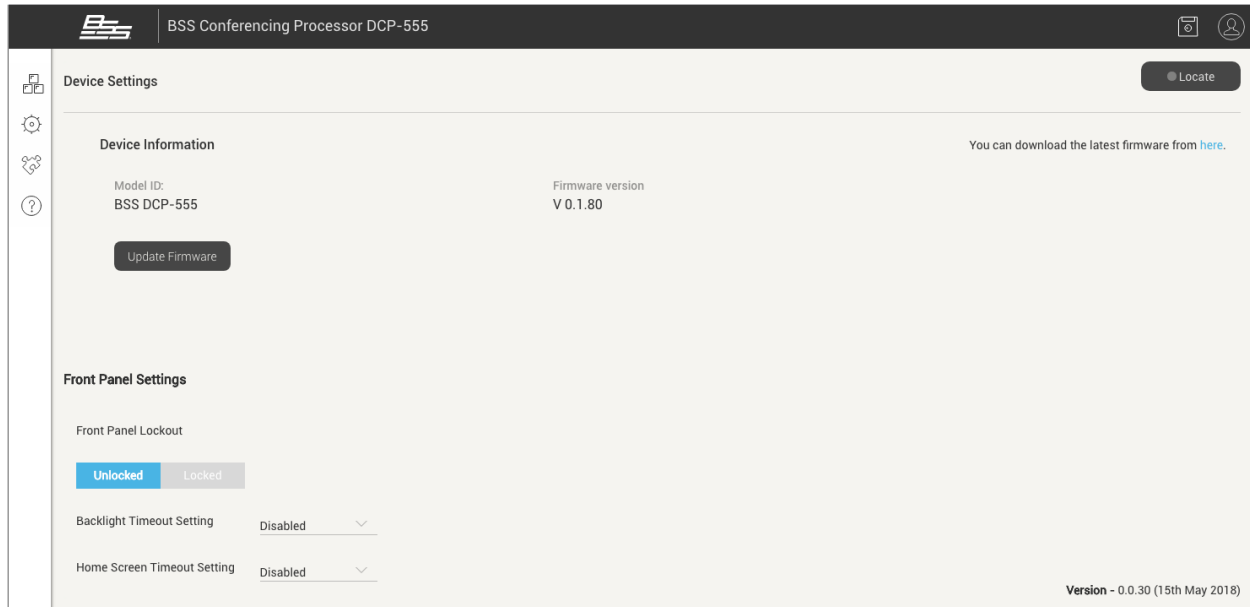 BSS BSS Conferencing Processor DCP-555
Device Settings
Locate
Device Information
You can download the latest firmware from here.
Model ID:
Firmware version
BSS DCP-555
V 0.1.80
Update Firmware
Front Panel Settings
Front Panel Lockout
Unlocked Locked
Backlight Timeout Setting Disabled
Home Screen Timeout Setting Disabled
Version - 0.0.30 (15th May 2018)